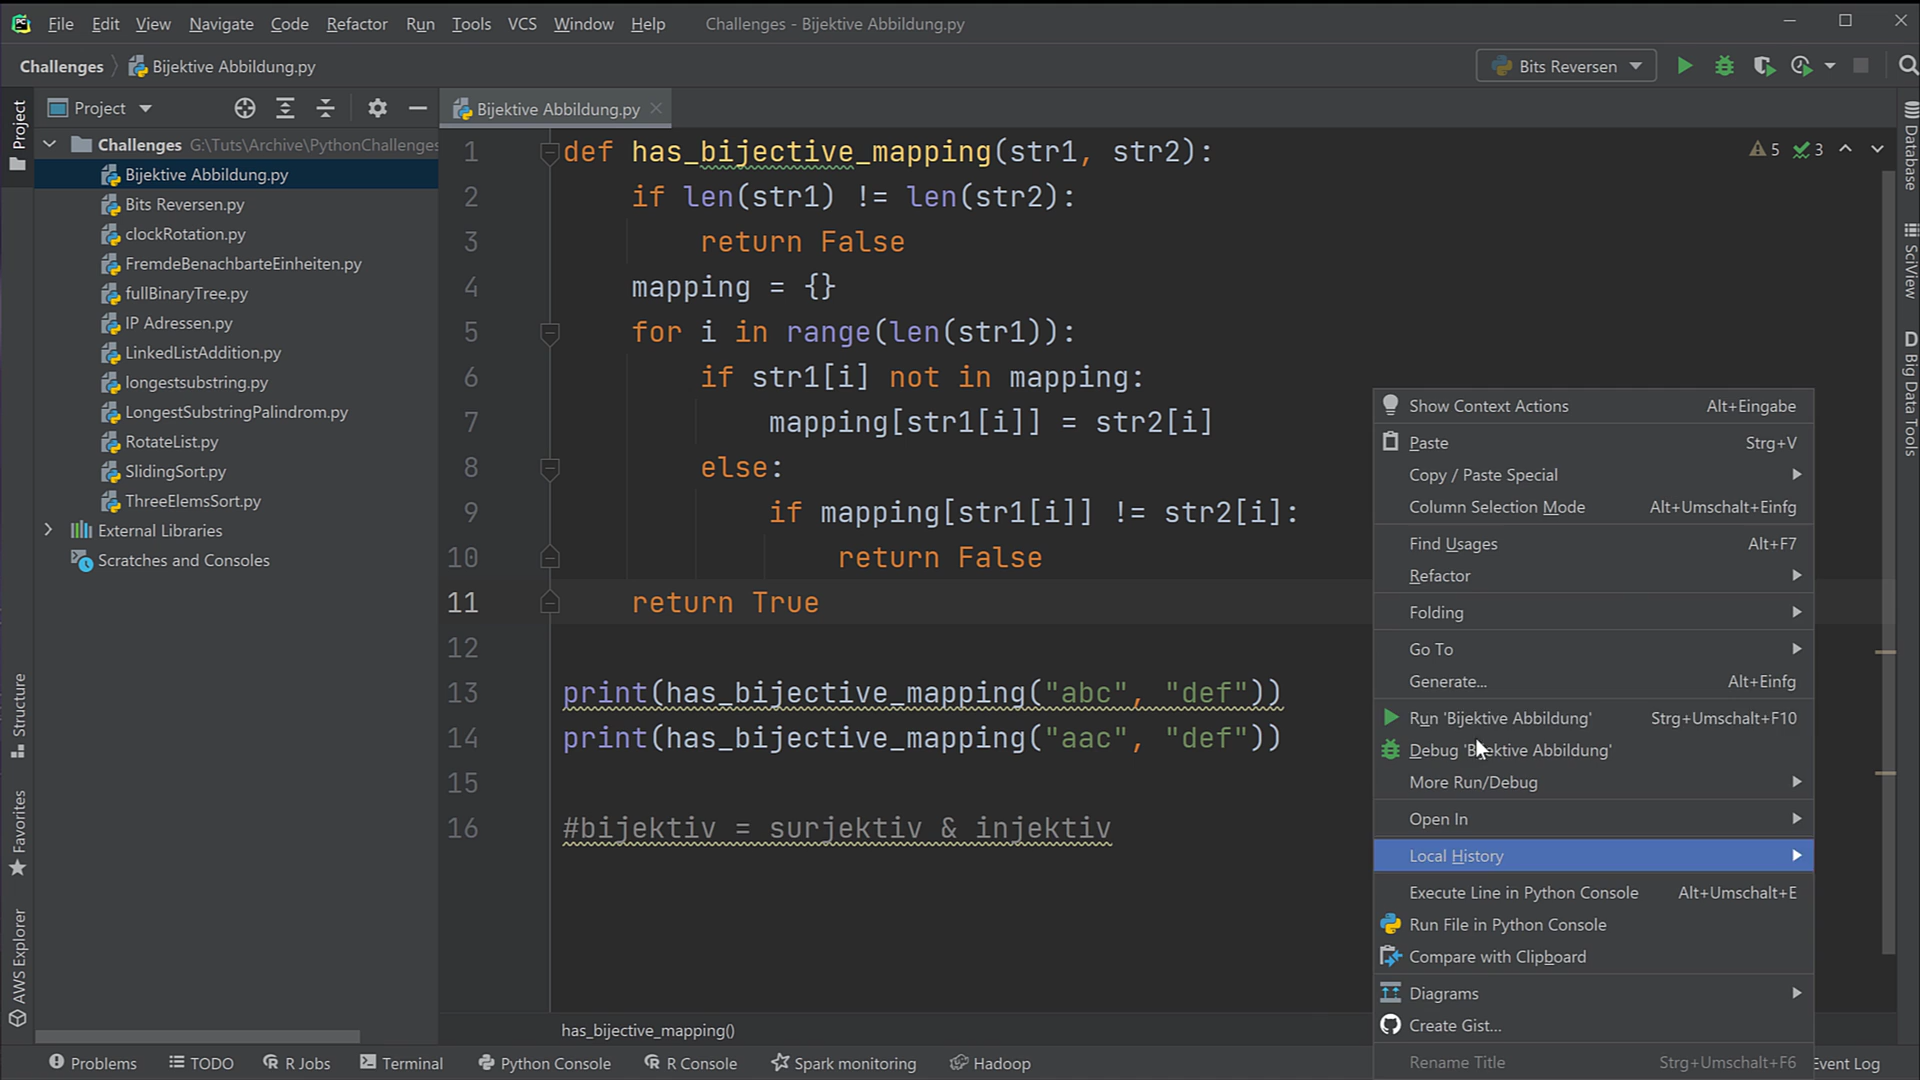 File Edit View Navigate Code Refactor Run Tools VCS Window Help Challenges - Bijektive Abbildung.py
Challenges Bijektive Abbildung.py Bits Reversen
Project
Project
Challenges G:\Tuts\Archive\PythonChallenges
Bijektive Abbildung.py
Bits Reversen.py
clockRotation.py
FremdeBenachbarteEinheiten.py
fullBinaryTree.py
IP Adressen.py
LinkedListAddition.py
longestsubstring.py
LongestSubstringPalindrom.py
RotateList.py
SlidingSort.py
ThreeElemsSort.py
External Libraries
Scratches and Consoles
Structure
Favorites
AWS Explorer
Bijektive Abbildung.py
5 3
1 def has_bijective_mapping(str1, str2):
2 if len(str1) != len(str2):
3 return False
4 mapping = {}
5 for i in range(len(str1)):
6 if str1[i] not in mapping:
7 mapping[str1[i]] = str2[i]
8 else:
9 if mapping[str1[i]] != str2[i]:
10 return False
11 return True
12
13 print(has_bijective_mapping("abc", "def"))
14 print(has_bijective_mapping("aac", "def"))
15
16 #bijektiv = surjektiv & injektiv
has_bijective_mapping()
Show Context Actions Alt+Eingabe
Paste Strg+V
Copy / Paste Special
Column Selection Mode Alt+Umschalt+Einfg
Find Usages Alt+F7
Refactor
Folding
Go To
Generate... Alt+Einfg
Run 'Bijektive Abbildung' Strg+Umschalt+F10
Debug 'Bijektive Abbildung'
More Run/Debug
Open In
Local History
Execute Line in Python Console Alt+Umschalt+E
Run File in Python Console
Compare with Clipboard
Diagrams
Create Gist...
Rename Title Strg+Umschalt+F6
Database
SciView
D Big Data Tools
Problems TODO R Jobs Terminal Python Console R Console Spark monitoring Hadoop Event Log